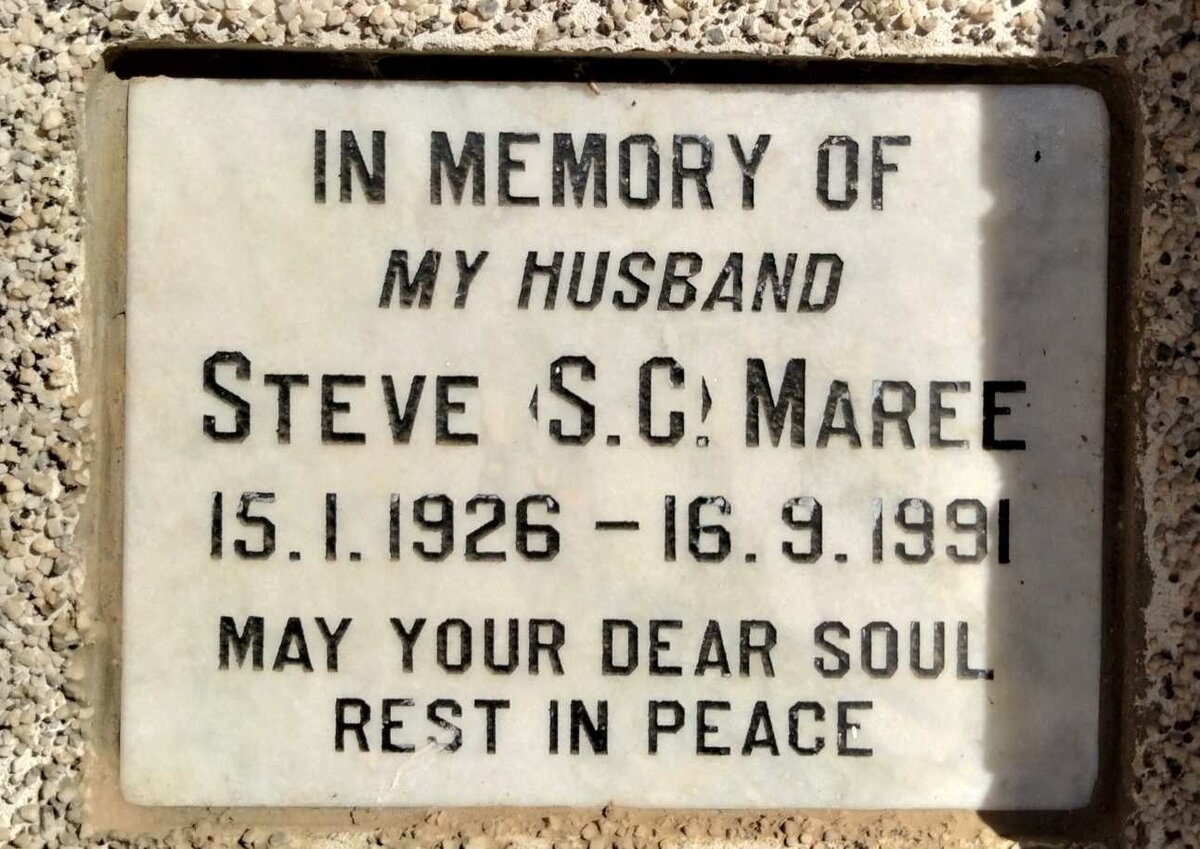 IN MEMORY OF
MY HUSBAND
STEVE (S.C.) MAREE
15.1.1926 – 16.9.1991
MAY YOUR DEAR SOUL
REST IN PEACE